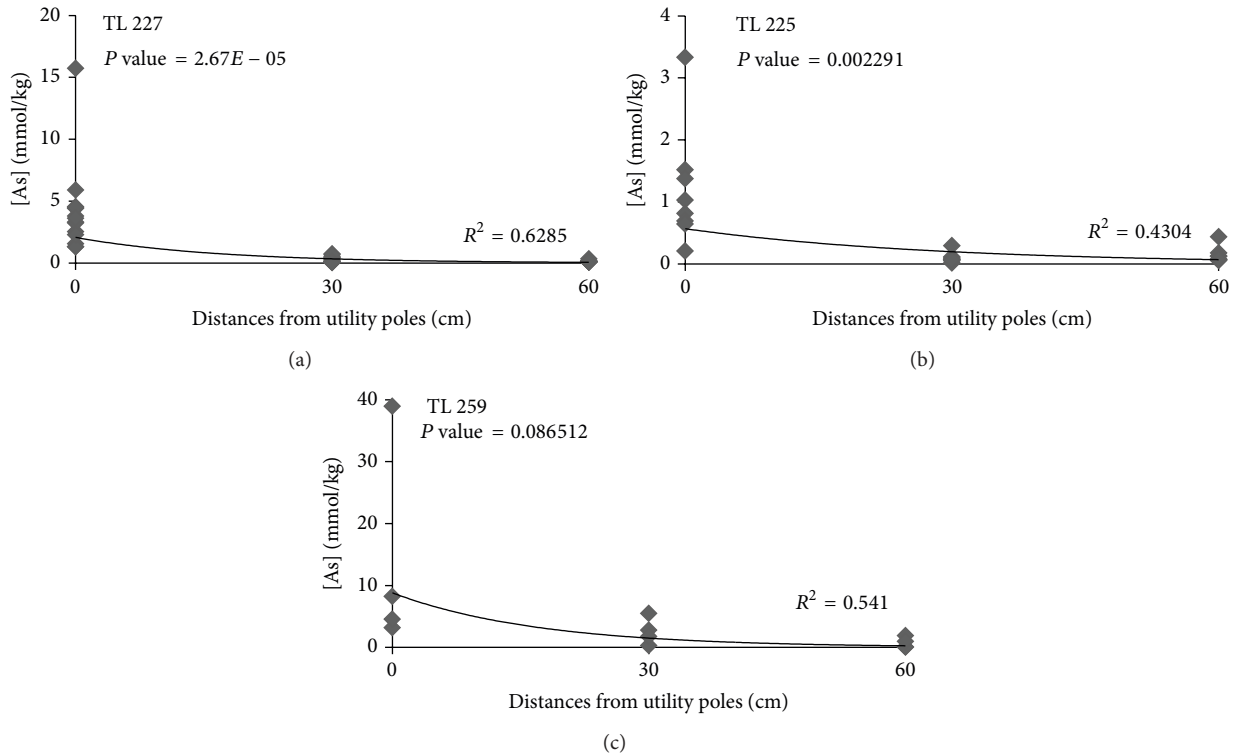 TL 227
P value = 2.67E − 05
[As] (mmol/kg)
20
15
10
5
0
R² = 0.6285
0 30 60
Distances from utility poles (cm)
(a)
TL 225
P value = 0.002291
[As] (mmol/kg)
4
3
2
1
0
R² = 0.4304
0 30 60
Distances from utility poles (cm)
(b)
TL 259
P value = 0.086512
[As] (mmol/kg)
40
30
20
10
0
R² = 0.541
0 30 60
Distances from utility poles (cm)
(c)